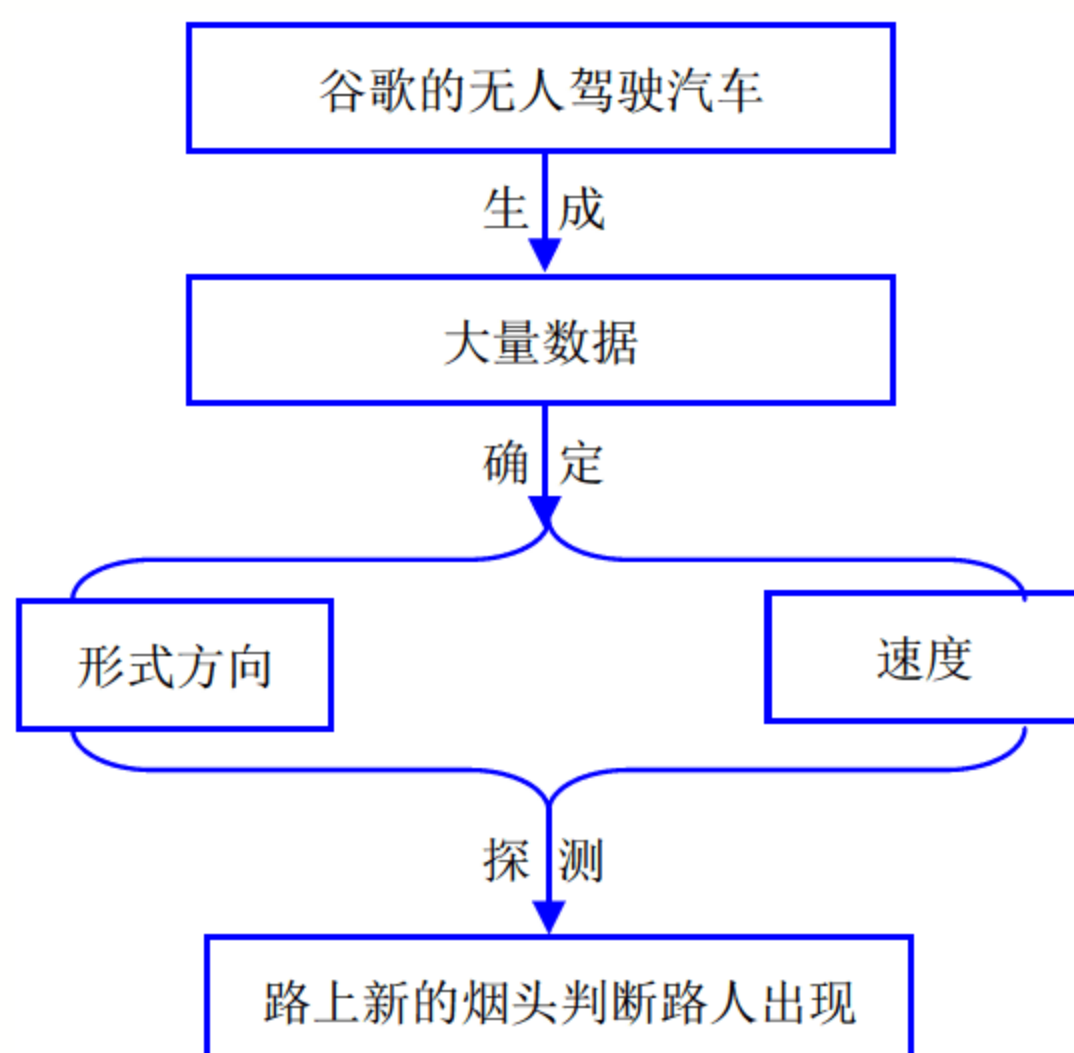 谷歌的无人驾驶汽车
生成
大量数据
确定
形式方向
速度
探测
路上新的烟头判断路人出现